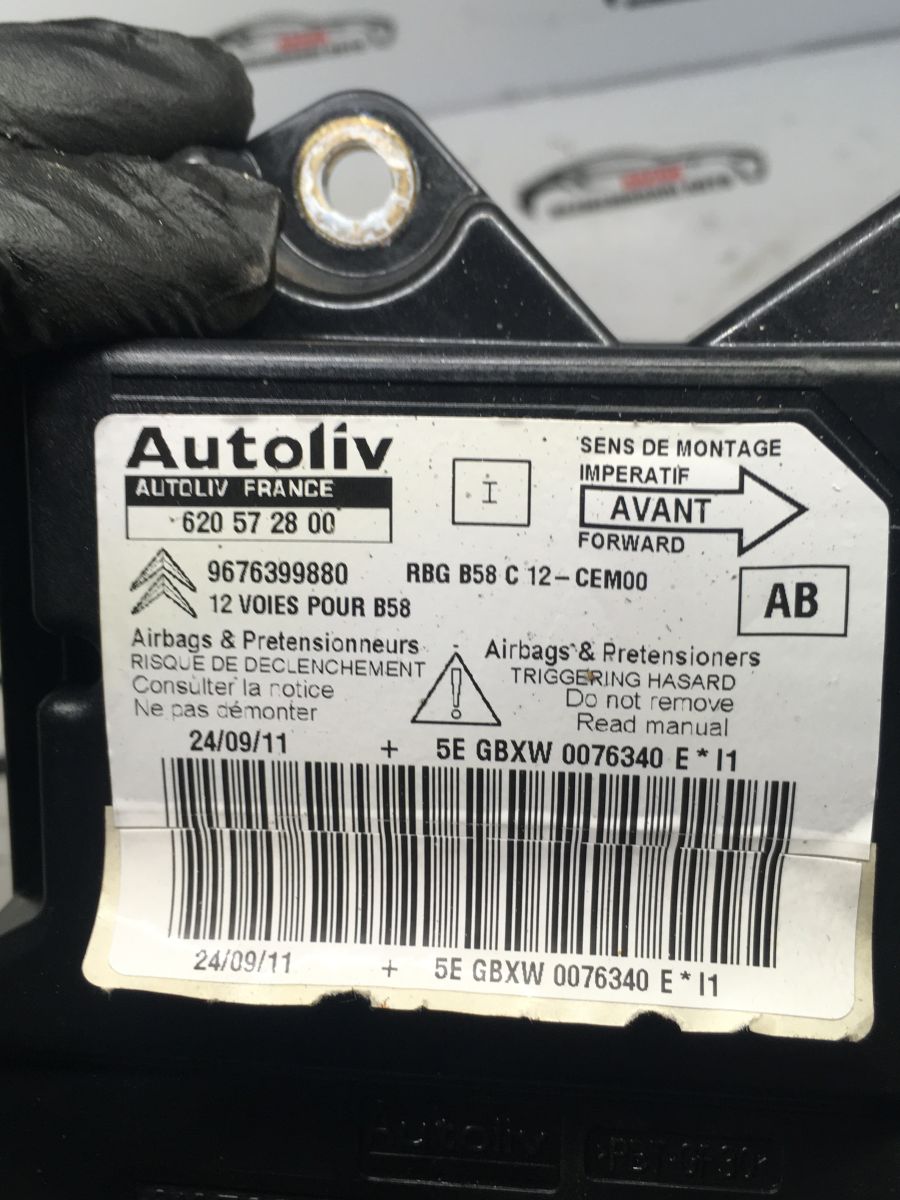 Autoliv
AUTOLIV FRANCE
620 57 28 00
I
SENS DE MONTAGE
IMPERATIF
AVANT
FORWARD
9676399880 RBG B58 C 12-CEM00
12 VOIES POUR B58
AB
Airbags & Pretensionneurs
RISQUE DE DECLENCHEMENT
Consulter la notice
Ne pas démonter
Airbags & Pretensioners
TRIGGERING HASARD
Do not remove
Read manual
24/09/11 + 5E GBXW 0076340 E * I1
24/09/11 + 5E GBXW 0076340 E * I1
Autoliv